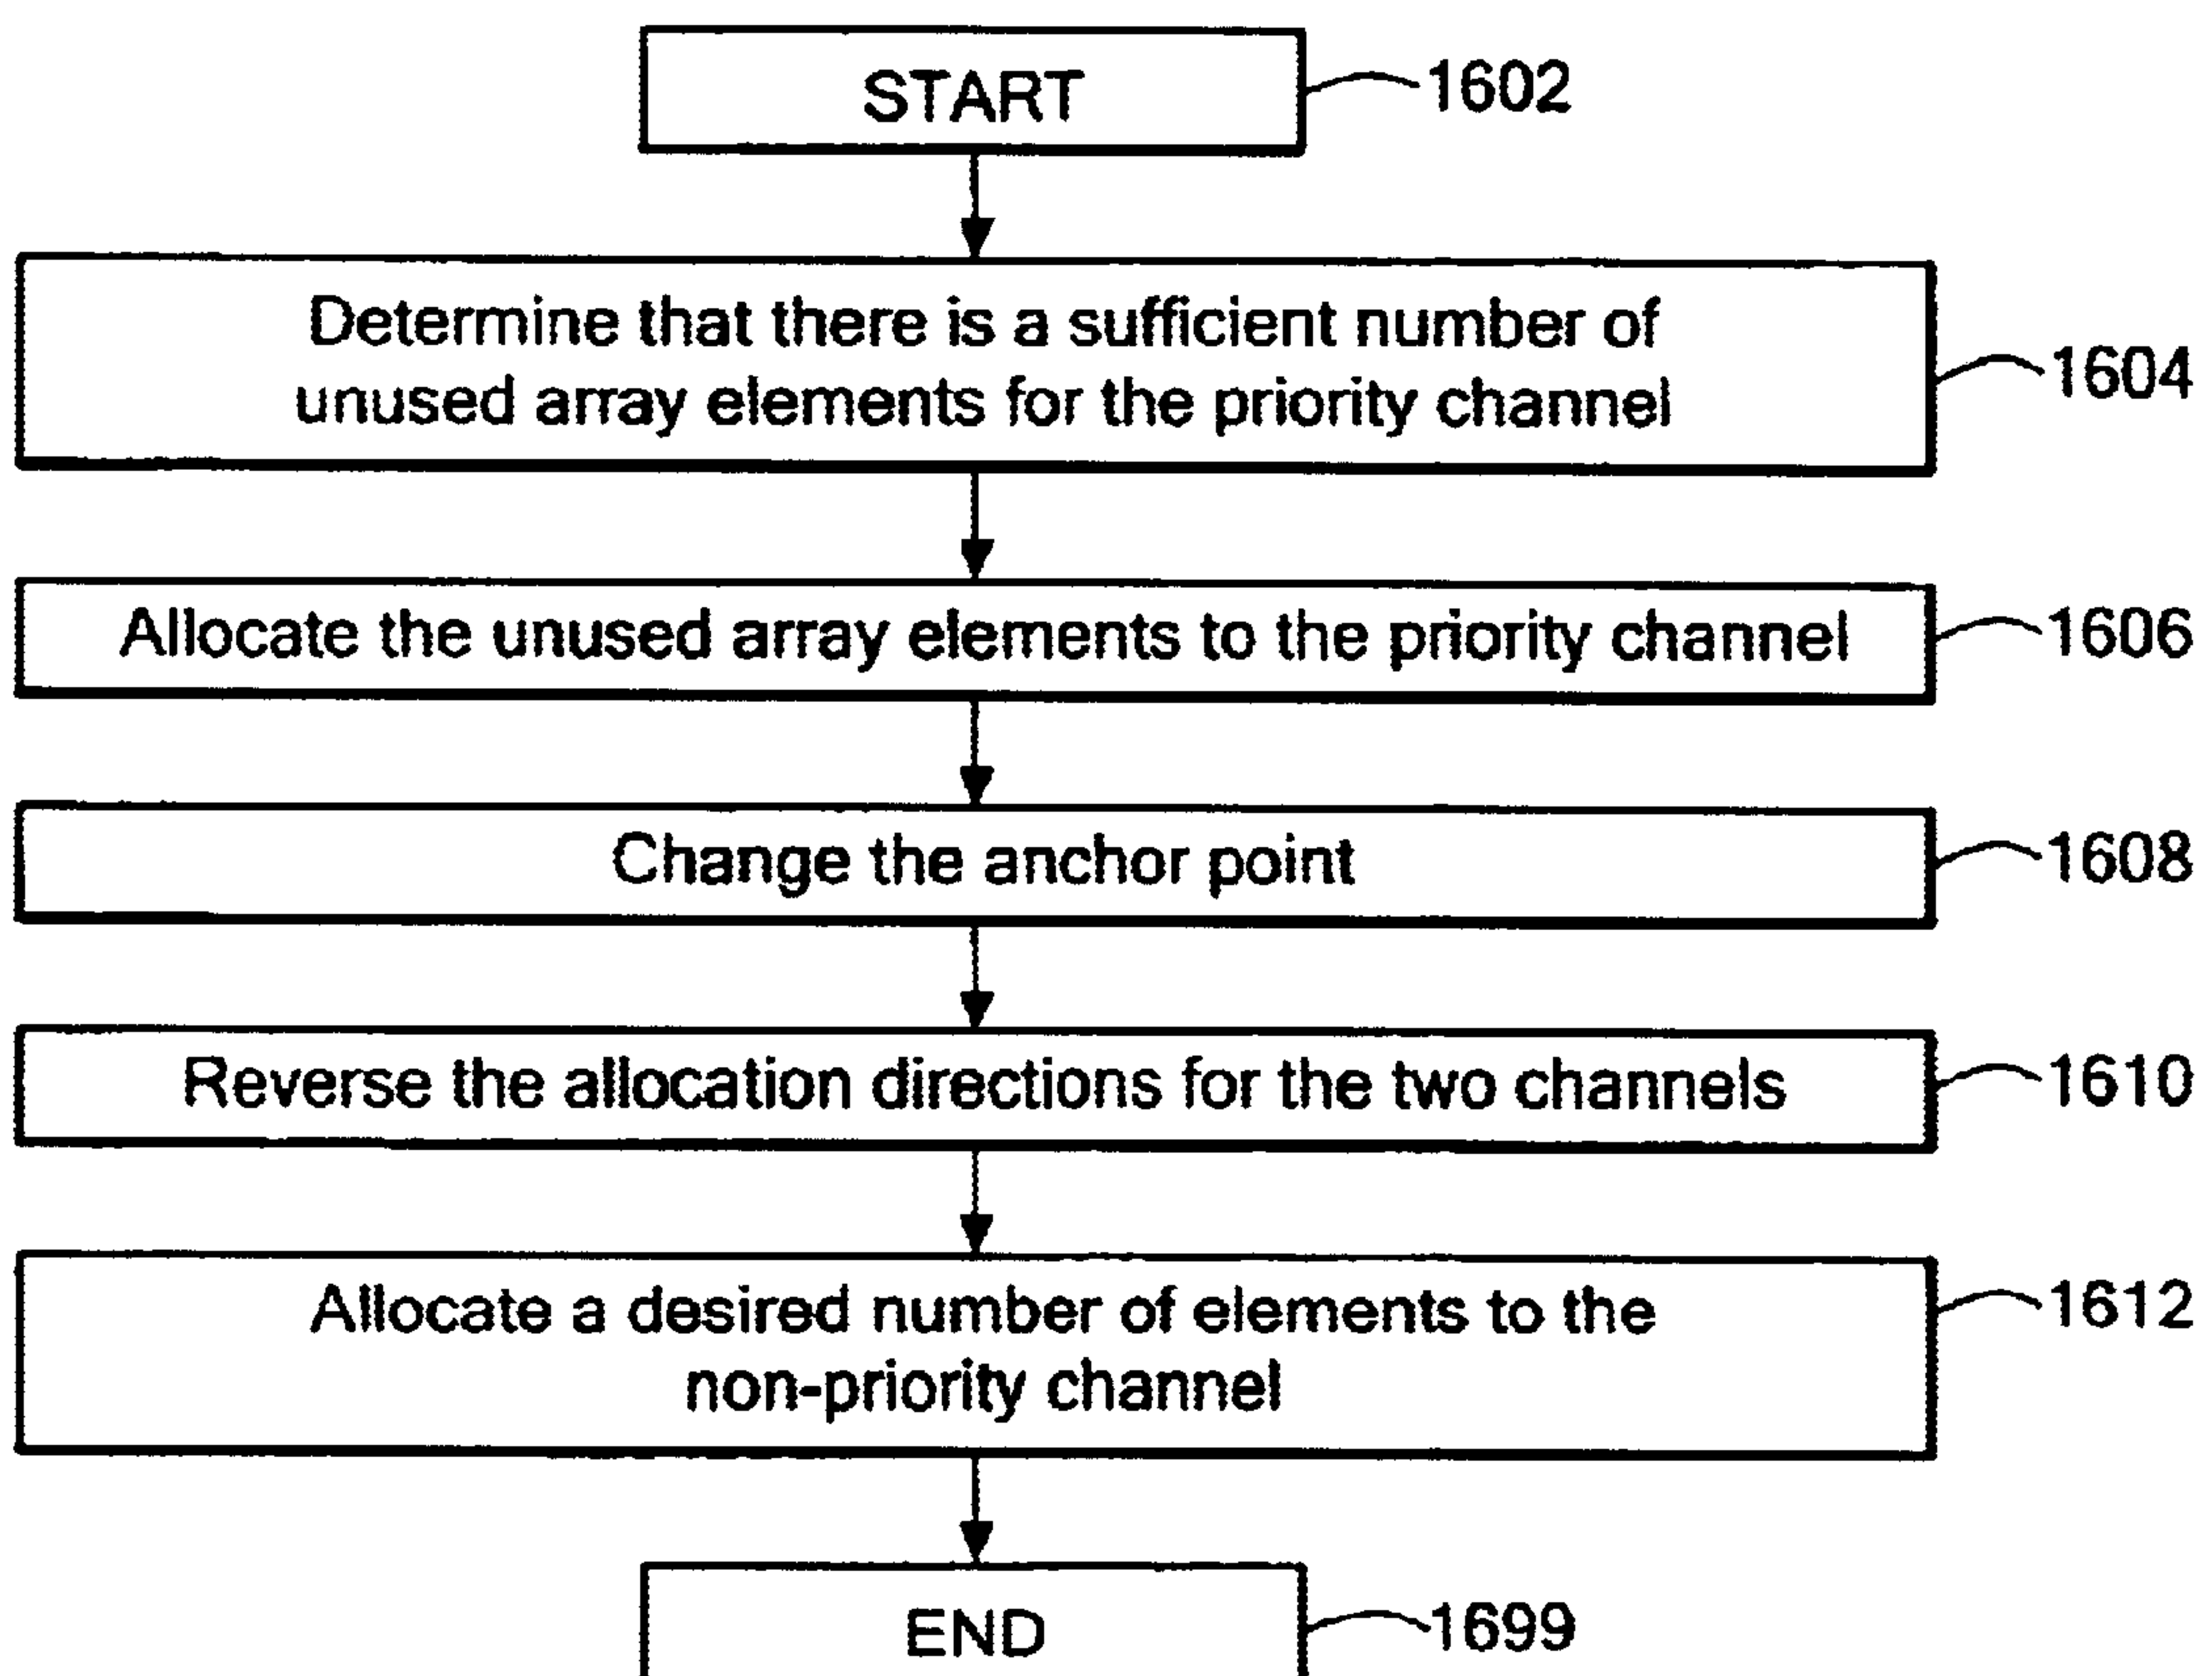 START
1602
Determine that there is a sufficient number of
unused array elements for the priority channel
1604
Allocate the unused array elements to the priority channel
1606
Change the anchor point
1608
Reverse the allocation directions for the two channels
1610
Allocate a desired number of elements to the
non-priority channel
1612
END
1699